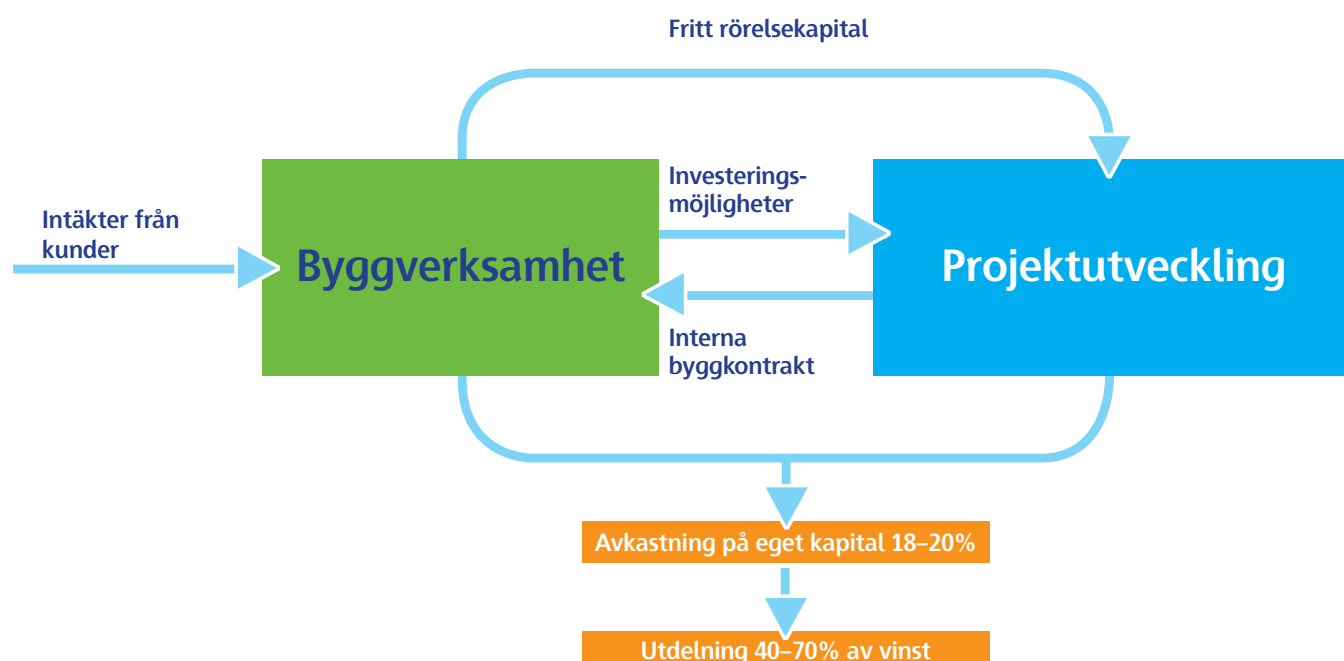 Fritt rörelsekapital
Intäkter från
kunder
Byggverksamhet
Investerings-
möjligheter
Interna
byggkontrakt
Projektutveckling
Avkastning på eget kapital 18–20%
Utdelning 40–70% av vinst